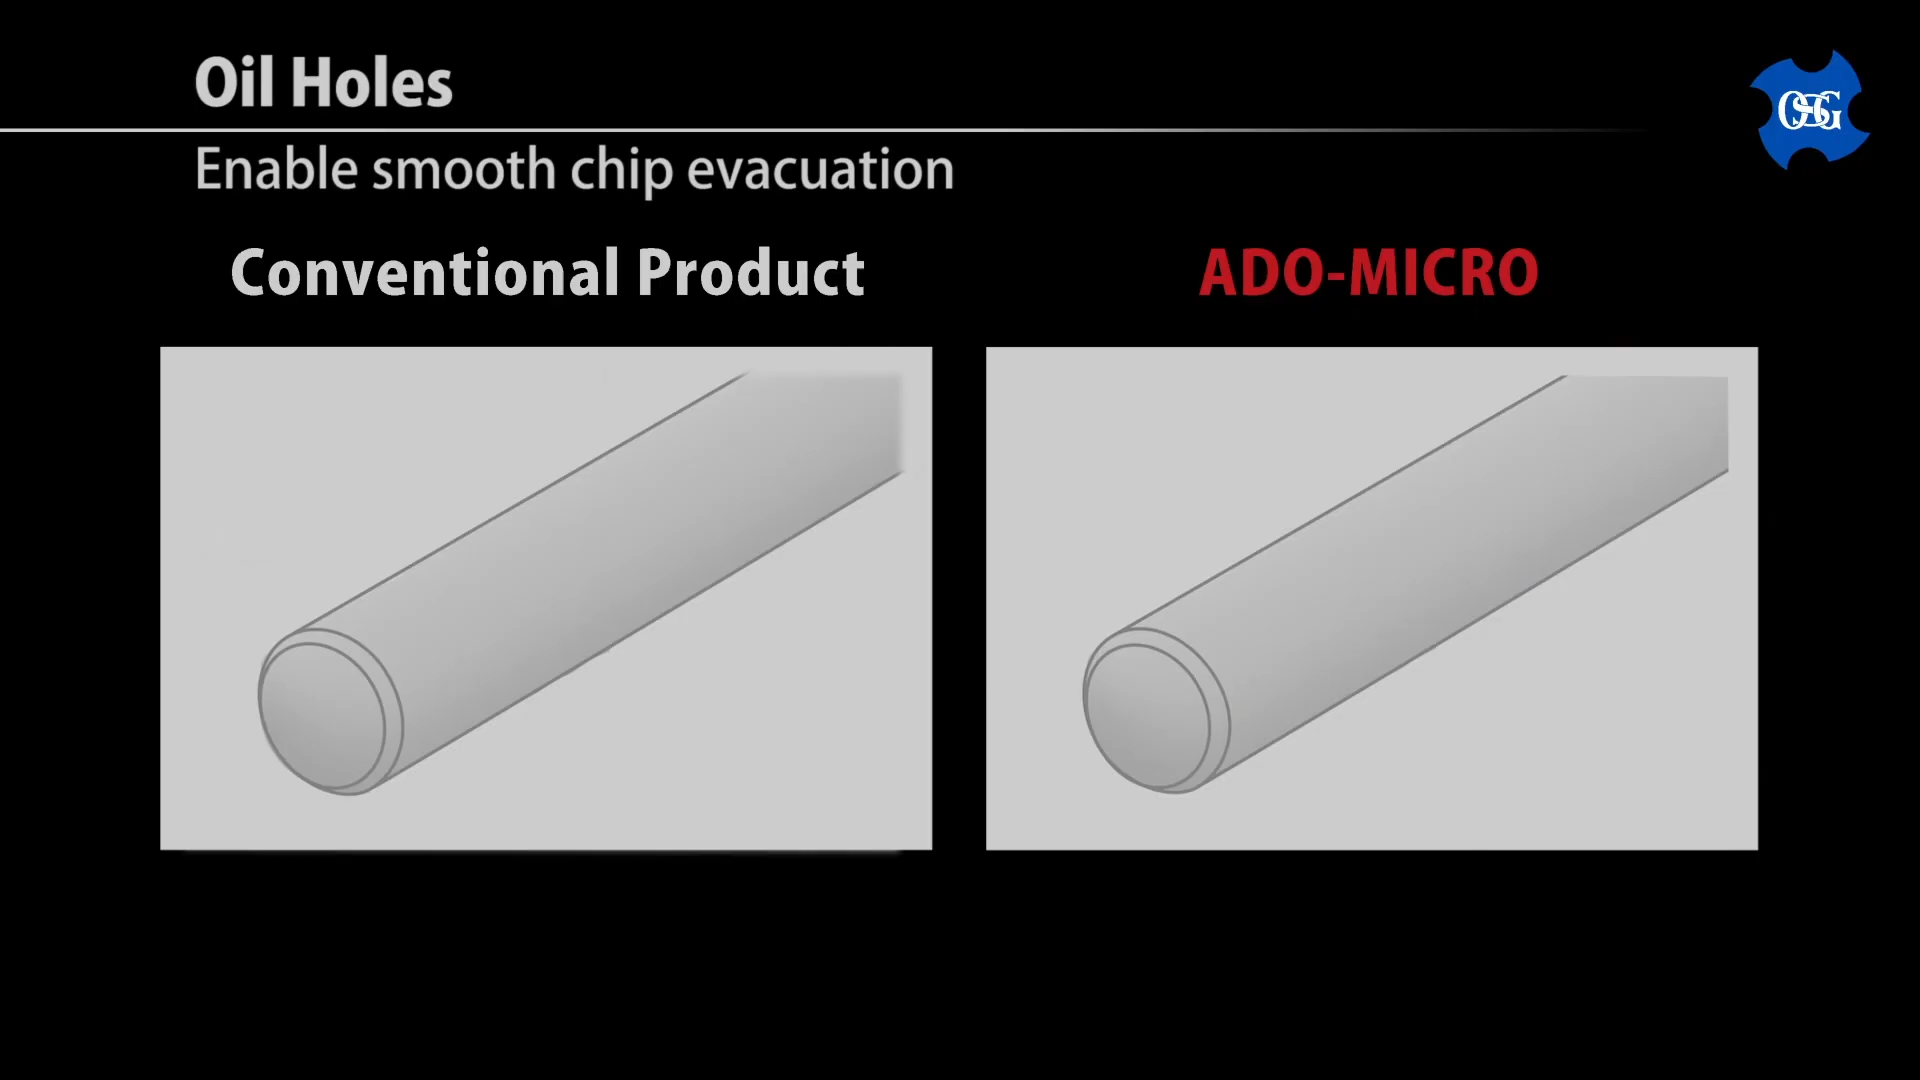 Oil Holes
OSG
Enable smooth chip evacuation
Conventional Product
ADO-MICRO